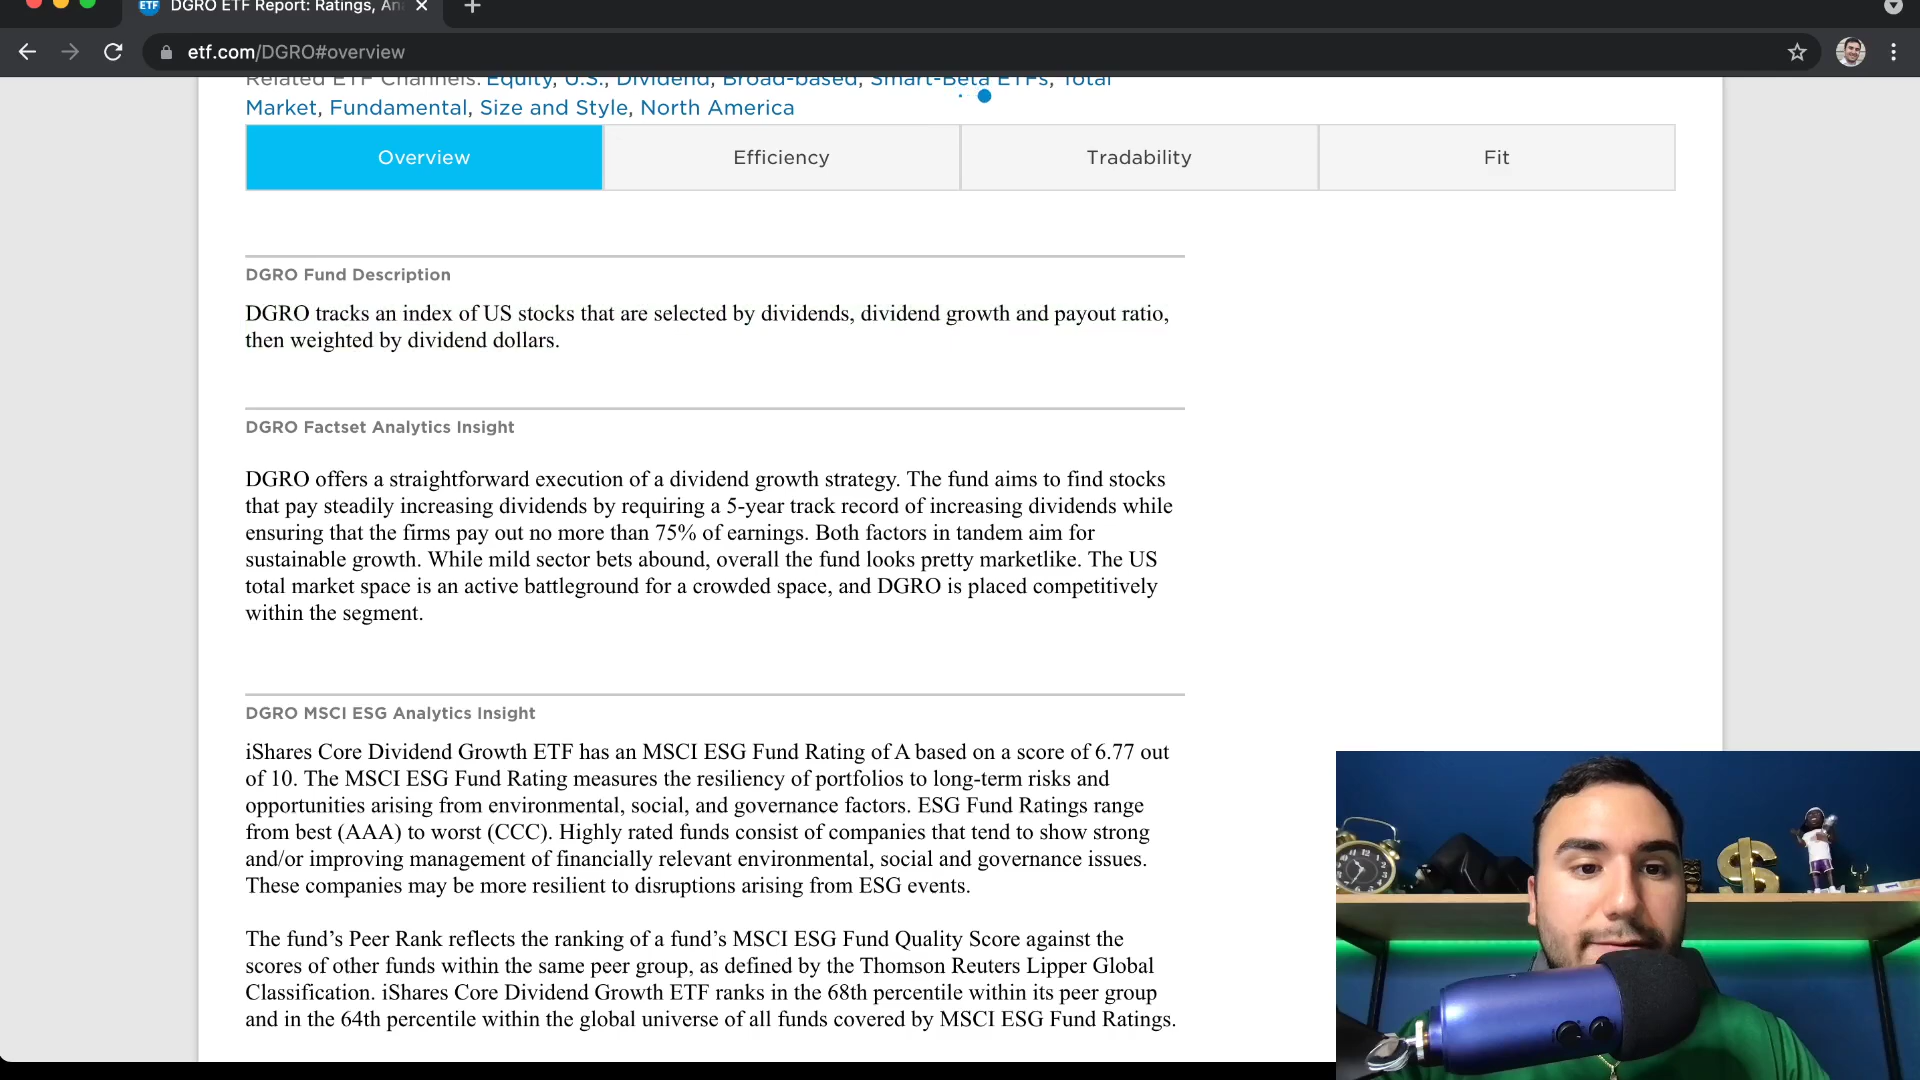 DGRO ETF Report: Ratings, An
etf.com/DGRO#overview
Related ETF Channels: Equity, U.S., Dividend, Broad-based, Smart-Beta ETFs, Total
Market, Fundamental, Size and Style, North America
Overview
Efficiency
Tradability
Fit
DGRO Fund Description
DGRO tracks an index of US stocks that are selected by dividends, dividend growth and payout ratio,
then weighted by dividend dollars.
DGRO Factset Analytics Insight
DGRO offers a straightforward execution of a dividend growth strategy. The fund aims to find stocks
that pay steadily increasing dividends by requiring a 5-year track record of increasing dividends while
ensuring that the firms pay out no more than 75% of earnings. Both factors in tandem aim for
sustainable growth. While mild sector bets abound, overall the fund looks pretty marketlike. The US
total market space is an active battleground for a crowded space, and DGRO is placed competitively
within the segment.
DGRO MSCI ESG Analytics Insight
iShares Core Dividend Growth ETF has an MSCI ESG Fund Rating of A based on a score of 6.77 out
of 10. The MSCI ESG Fund Rating measures the resiliency of portfolios to long-term risks and
opportunities arising from environmental, social, and governance factors. ESG Fund Ratings range
from best (AAA) to worst (CCC). Highly rated funds consist of companies that tend to show strong
and/or improving management of financially relevant environmental, social and governance issues.
These companies may be more resilient to disruptions arising from ESG events.
The fund's Peer Rank reflects the ranking of a fund's MSCI ESG Fund Quality Score against the
scores of other funds within the same peer group, as defined by the Thomson Reuters Lipper Global
Classification. iShares Core Dividend Growth ETF ranks in the 68th percentile within its peer group
and in the 64th percentile within the global universe of all funds covered by MSCI ESG Fund Ratings.